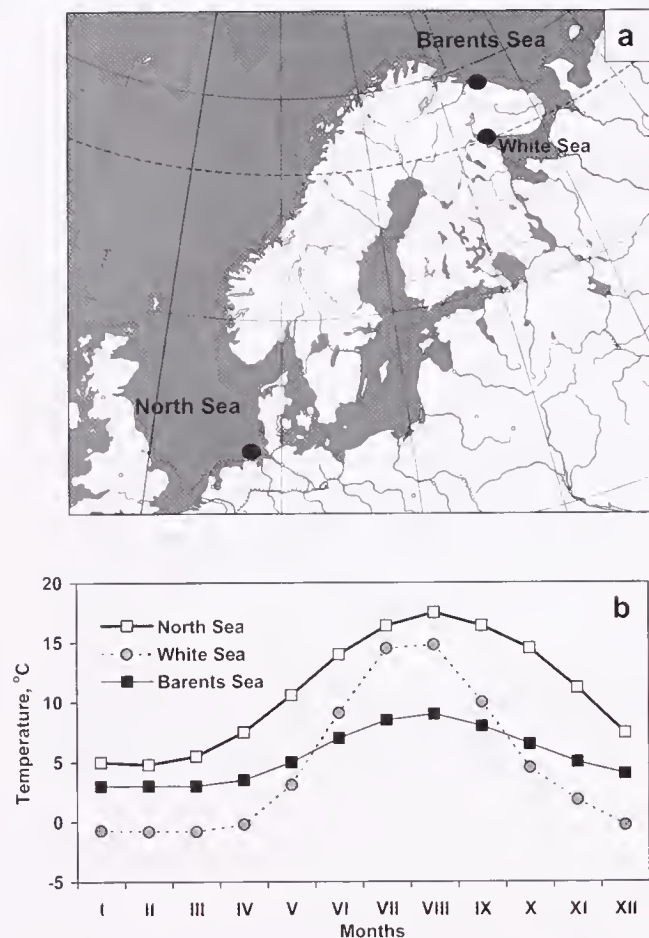 Barents Sea
a
White Sea
North Sea
b
20
15
10
5
0
-5
Temperature, °C
North Sea
White Sea
Barents Sea
I II III IV V VI VII VIII IX X XI XII
Months